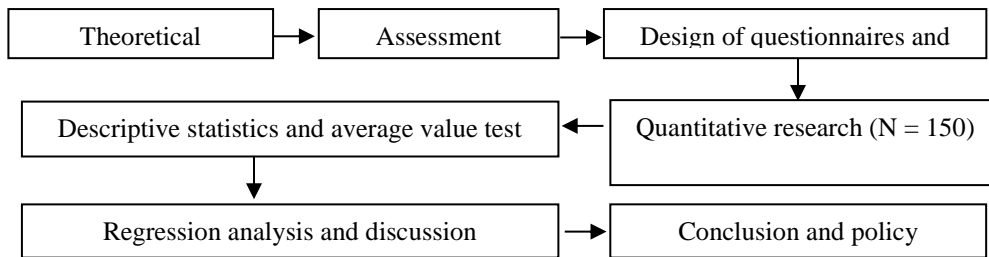 Theoretical
Assessment
Design of questionnaires and
Quantitative research (N = 150)
Descriptive statistics and average value test
Regression analysis and discussion
Conclusion and policy